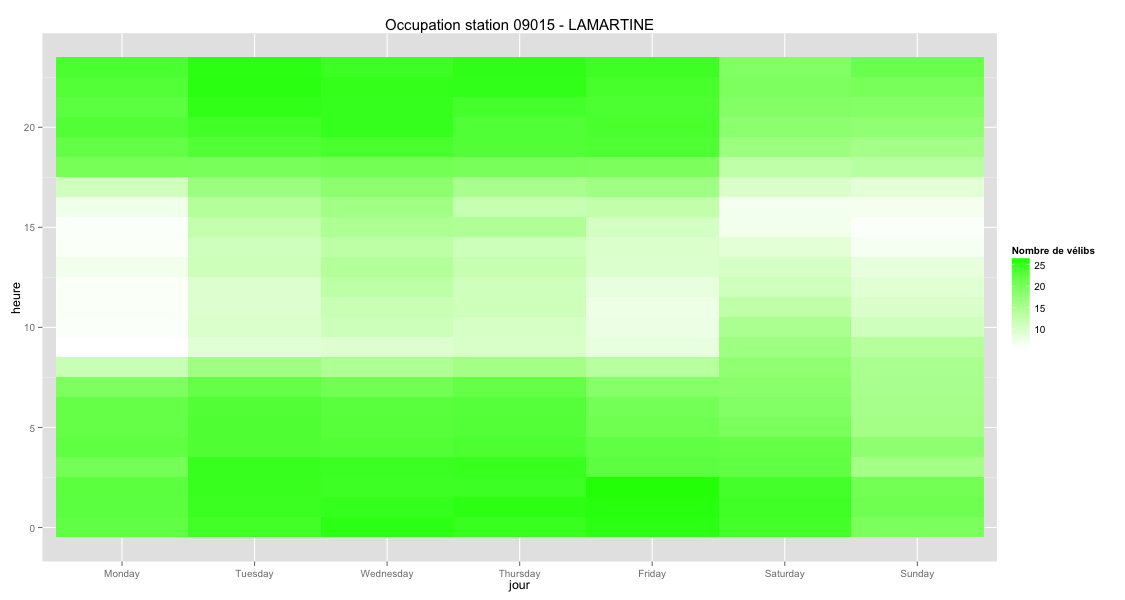 Occupation station 09015 - LAMARTINE
heure
20
15
10
5
0
Monday Tuesday Wednesday Thursday Friday Saturday Sunday
jour
Nombre de vélibs
25
20
15
10